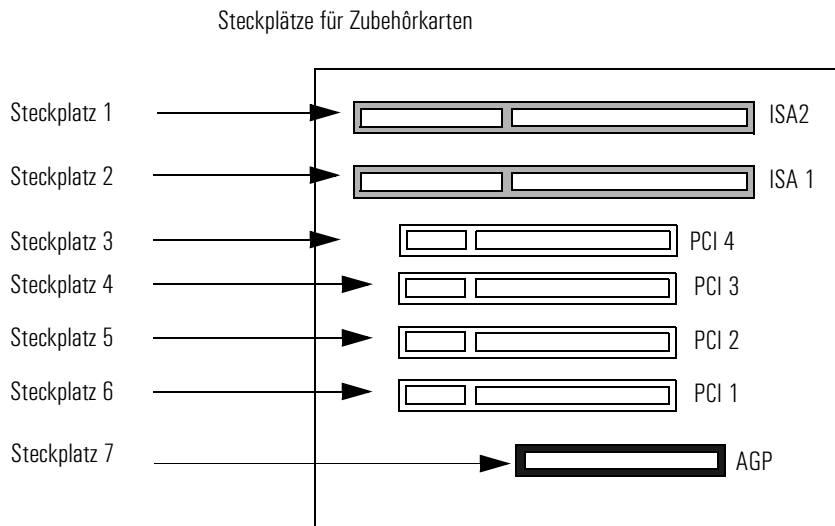 Steckplätze für Zubehôrkarten
Steckplatz 1 ISA2
Steckplatz 2 ISA 1
Steckplatz 3 PCI 4
Steckplatz 4 PCI 3
Steckplatz 5 PCI 2
Steckplatz 6 PCI 1
Steckplatz 7 AGP